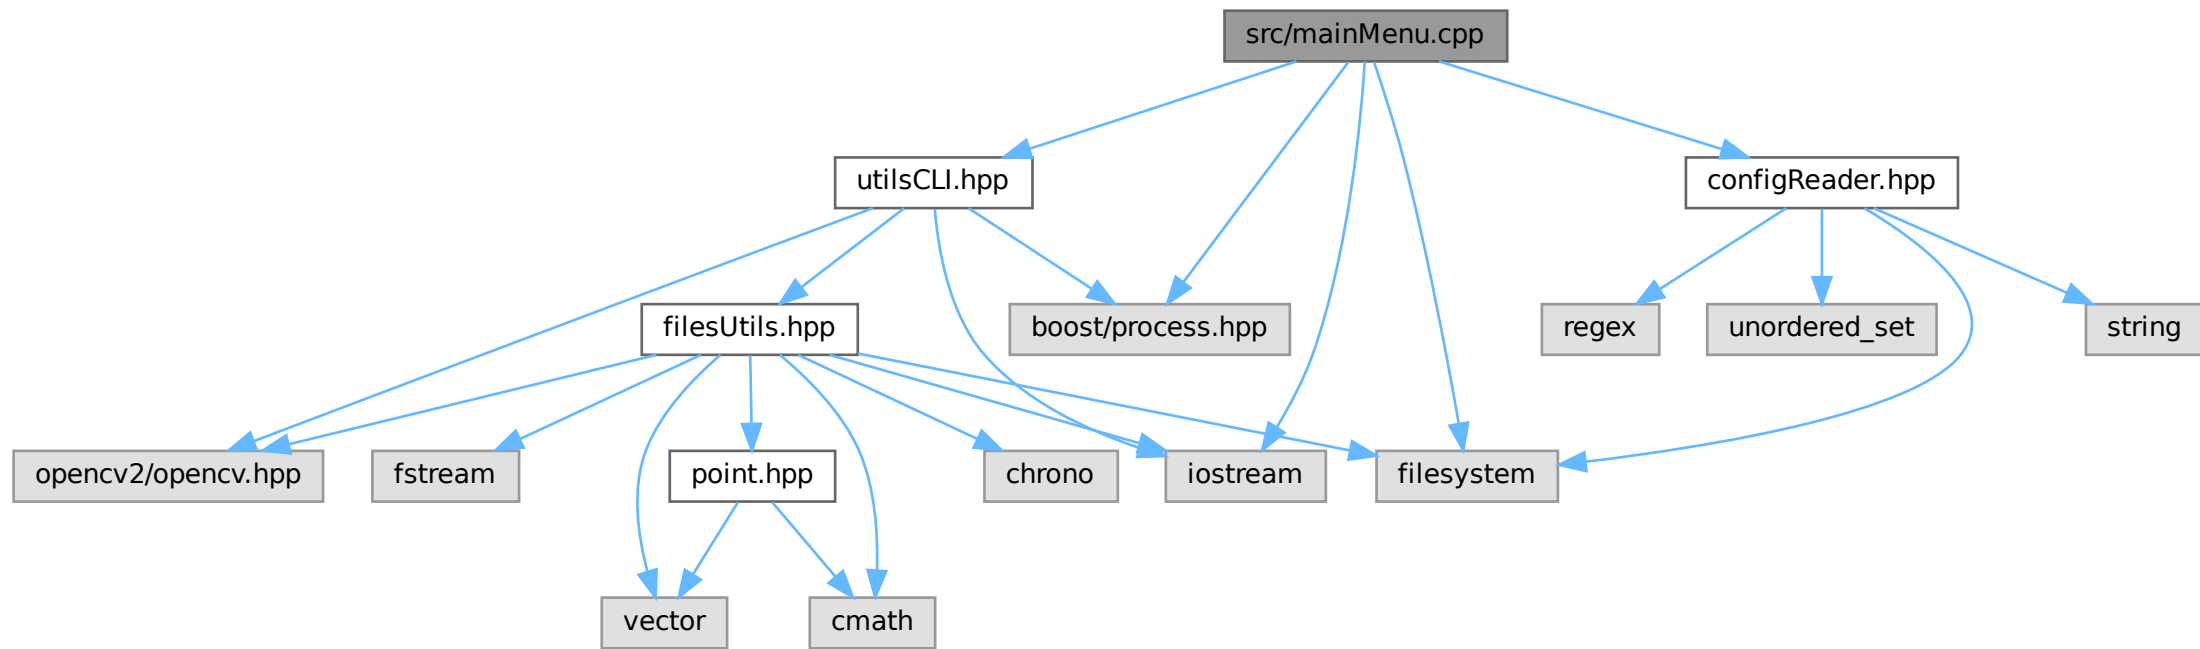 src/mainMenu.cpp
utilsCLI.hpp
configReader.hpp
filesUtils.hpp
boost/process.hpp
regex
unordered_set
string
opencv2/opencv.hpp
fstream
point.hpp
chrono
iostream
filesystem
vector
cmath